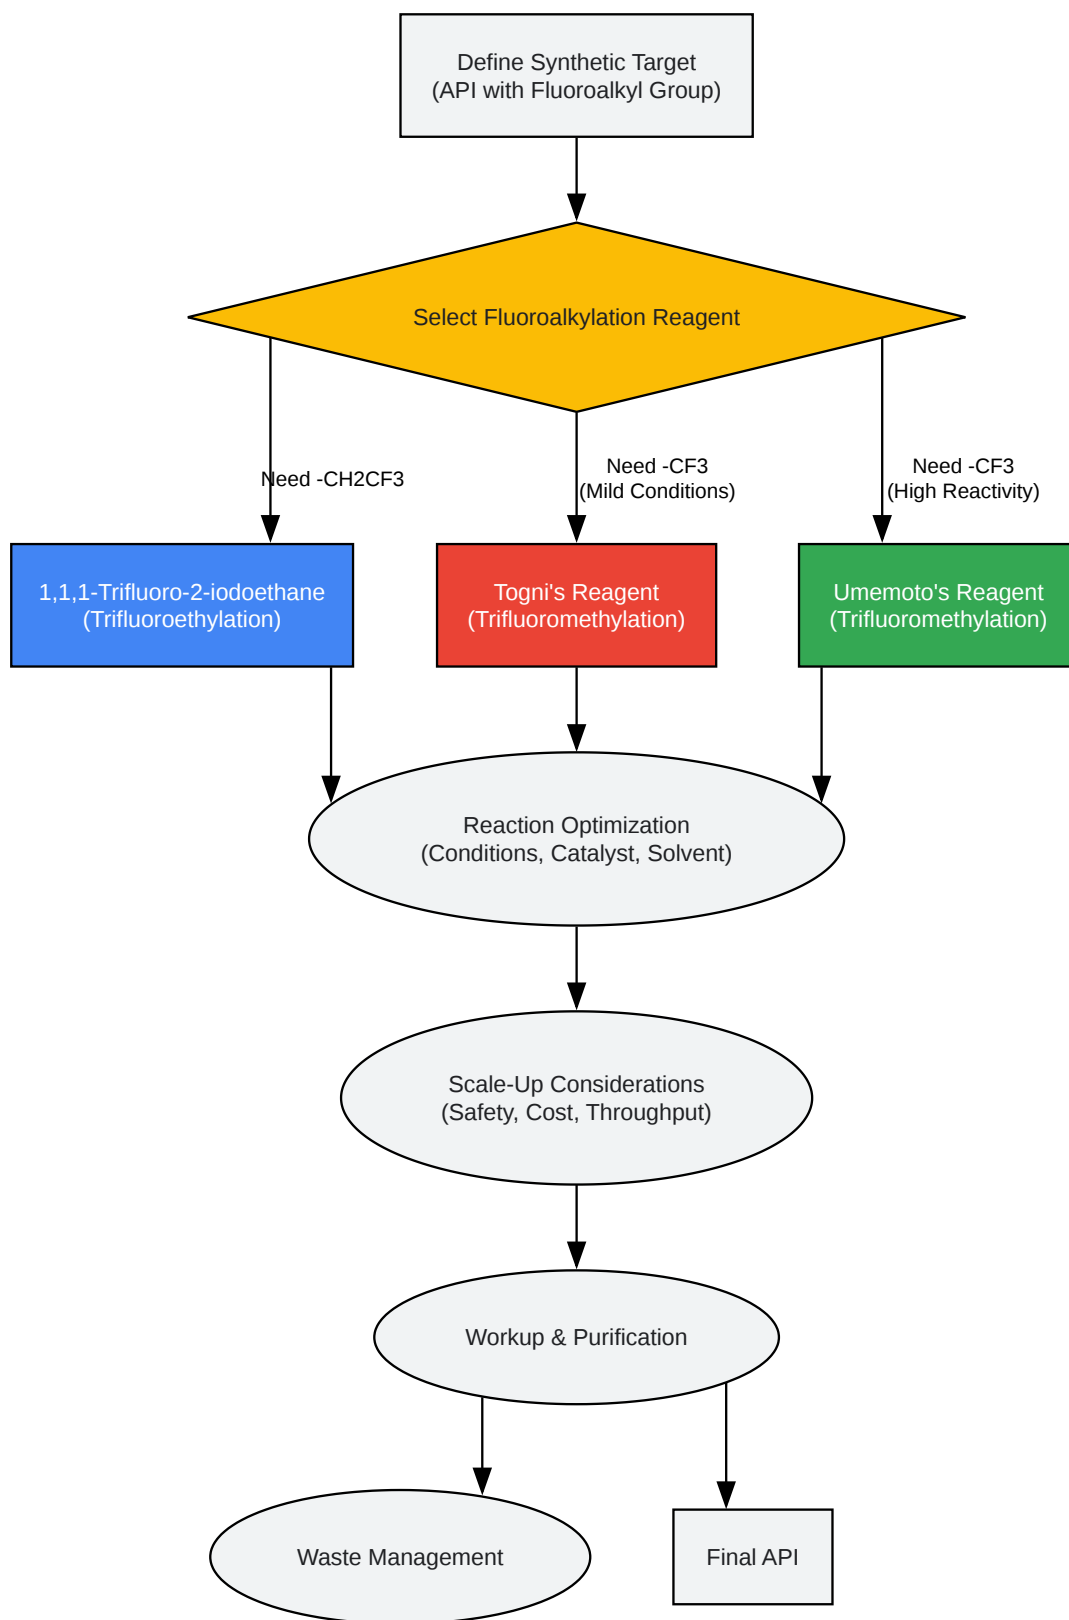 Define Synthetic Target
(API with Fluoroalkyl Group)
Select Fluoroalkylation Reagent
Need -CH2CF3
Need -CF3
(Mild Conditions)
Need -CF3
(High Reactivity)
1,1,1-Trifluoro-2-iodoethane
(Trifluoroethylation)
Togni's Reagent
(Trifluoromethylation)
Umemoto's Reagent
(Trifluoromethylation)
Reaction Optimization
(Conditions, Catalyst, Solvent)
Scale-Up Considerations
(Safety, Cost, Throughput)
Workup & Purification
Waste Management
Final API